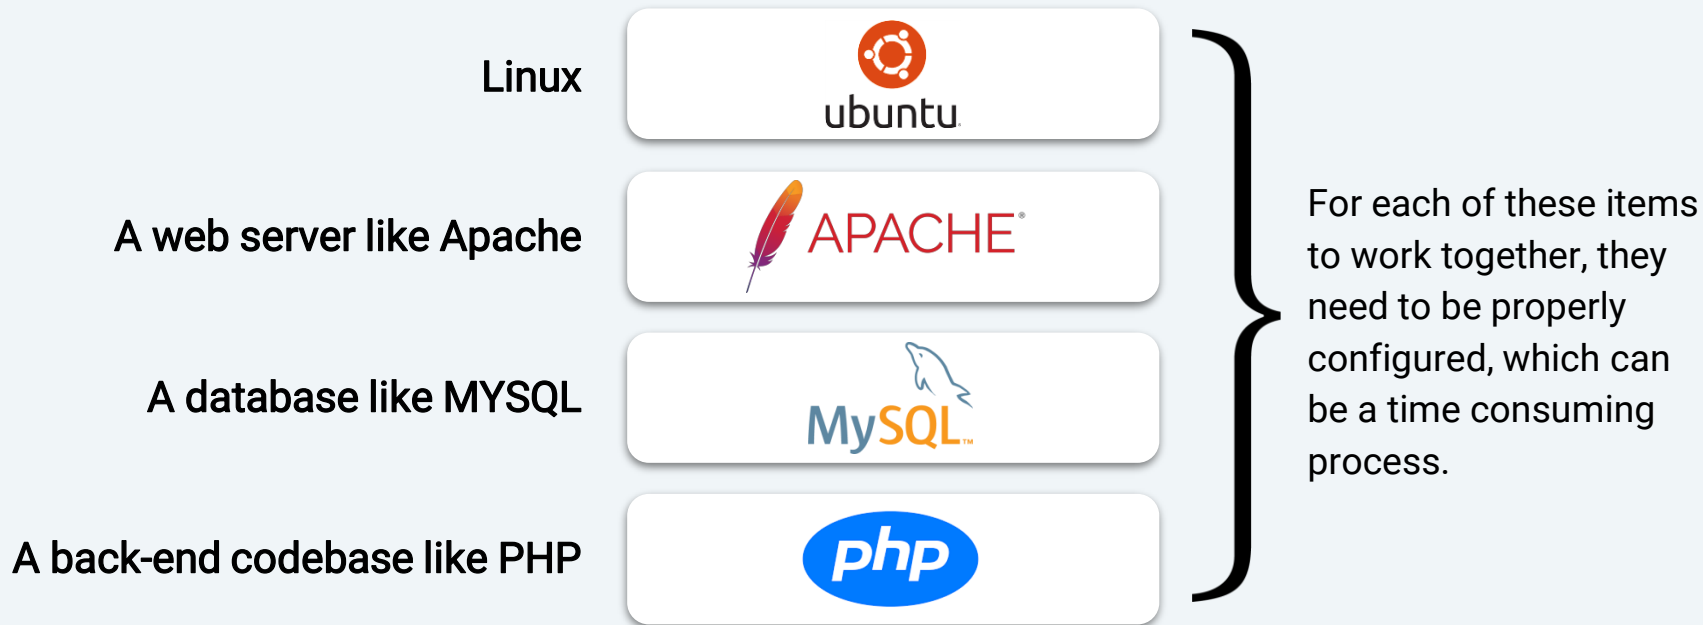 Linux
ubuntu
A web server like Apache
APACHE®
A database like MYSQL
MySQL™
A back-end codebase like PHP
php
For each of these items
to work together, they
need to be properly
configured, which can
be a time consuming
process.